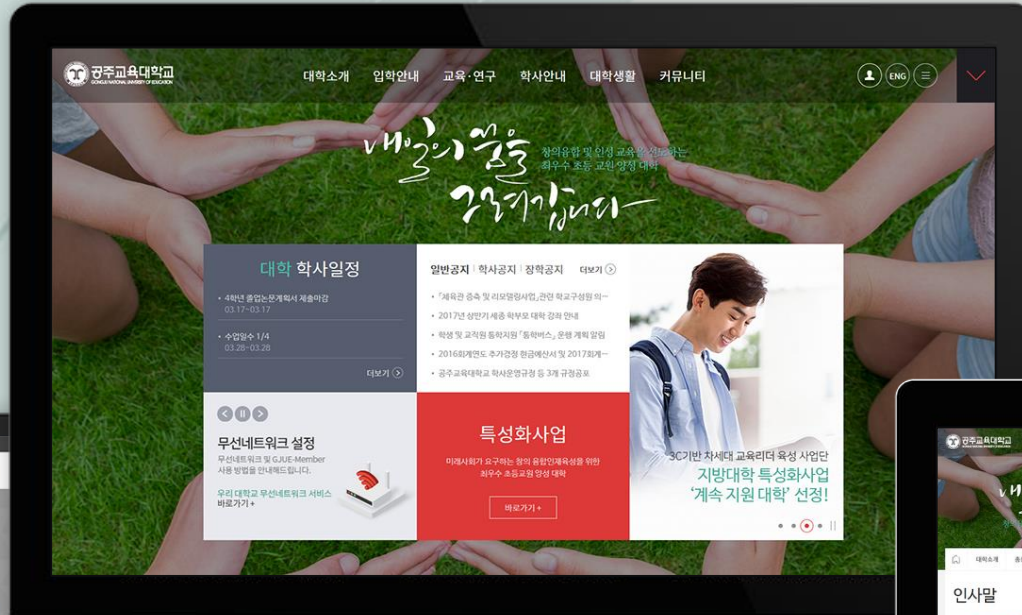 공주교육대학교
GONGJU NATIONAL UNIVERSITY OF EDUCATION
대학소개 입학안내 교육·연구 학사안내 대학생활 커뮤니티
ENG
내일의 꿈을
그려갑니다
창의융합 및 인성 교육을 선도하는
최우수 초등 교원 양성 대학
대학 학사일정
• 4학년 졸업논문계획서 제출마감
03.17~03.17
• 수업일수 1/4
03.28~03.28
더보기
일반공지 | 학사공지 | 장학공지 더보기
• 「제육관 증축 및 리모델링사업」관련 학교구성원 의…
• 2017년 상반기 세종 학부모 대학 강좌 안내
• 학생 및 교직원 통학지원 「통학버스」 운행 계획 알림
• 2016회계연도 추가경정 현금예산서 및 2017회계…
• 공주교육대학교 학사운영규정 등 3개 규정공포
무선네트워크 설정
무선네트워크 및 GJUE-Member
사용 방법을 안내해드립니다.
우리 대학교 무선네트워크 서비스
바로가기 +
특성화사업
미래사회가 요구하는 창의 융합인재육성을 위한
최우수 초등교원 양성 대학
바로가기 +
3C기반 차세대 교육리더 육성 사업단
지방대학 특성화사업
‘계속 지원 대학’ 선정!
공주교육대학교
대학소개
인사말